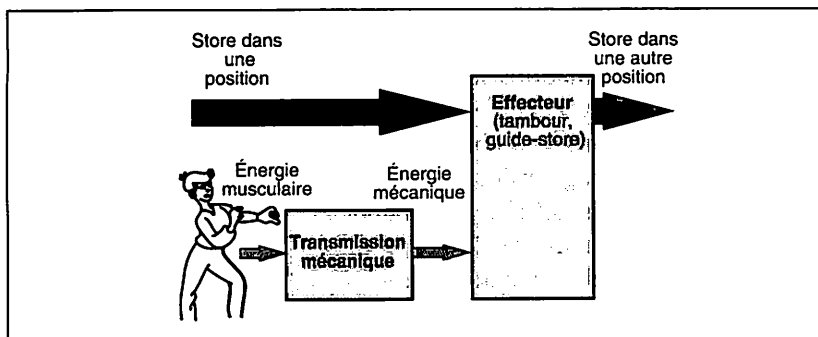 Store dans
une
position
Store dans
une autre
position
Effecteur
(tambour,
guide-store)
Énergie
musculaire
Énergie
mécanique
Transmission
mécanique